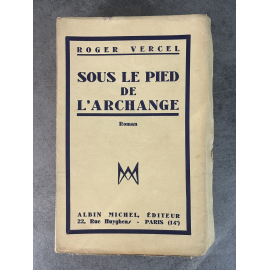 ROGER VERCEL
SOUS LE PIED
DE
L'ARCHANGE
Roman
ALBIN MICHEL, ÉDITEUR
22, Rue Huyghens - PARIS (14ᵉ)